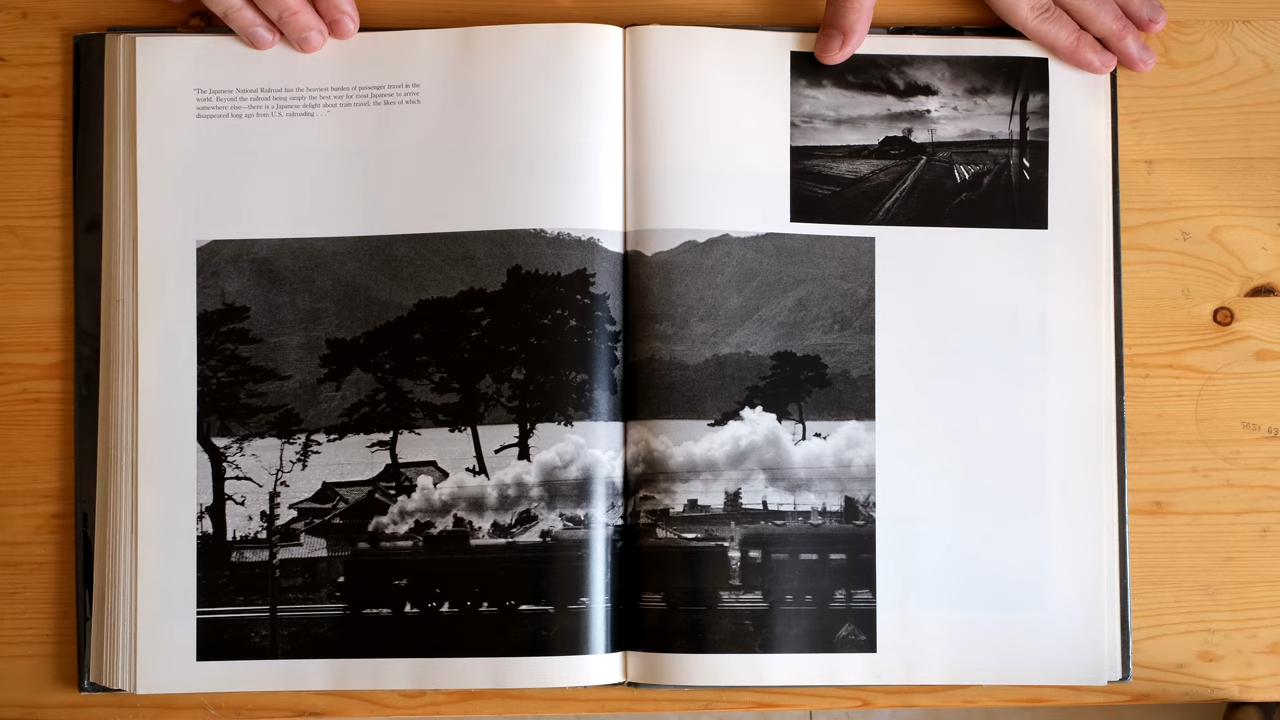 "The Japanese National Railroad has the heaviest burden of passenger travel in the
world. Beyond the railroad being simply the best way for most Japanese to arrive
somewhere else—there is a Japanese delight about train travel, the likes of which
disappeared long ago from U.S. railroading . . ."